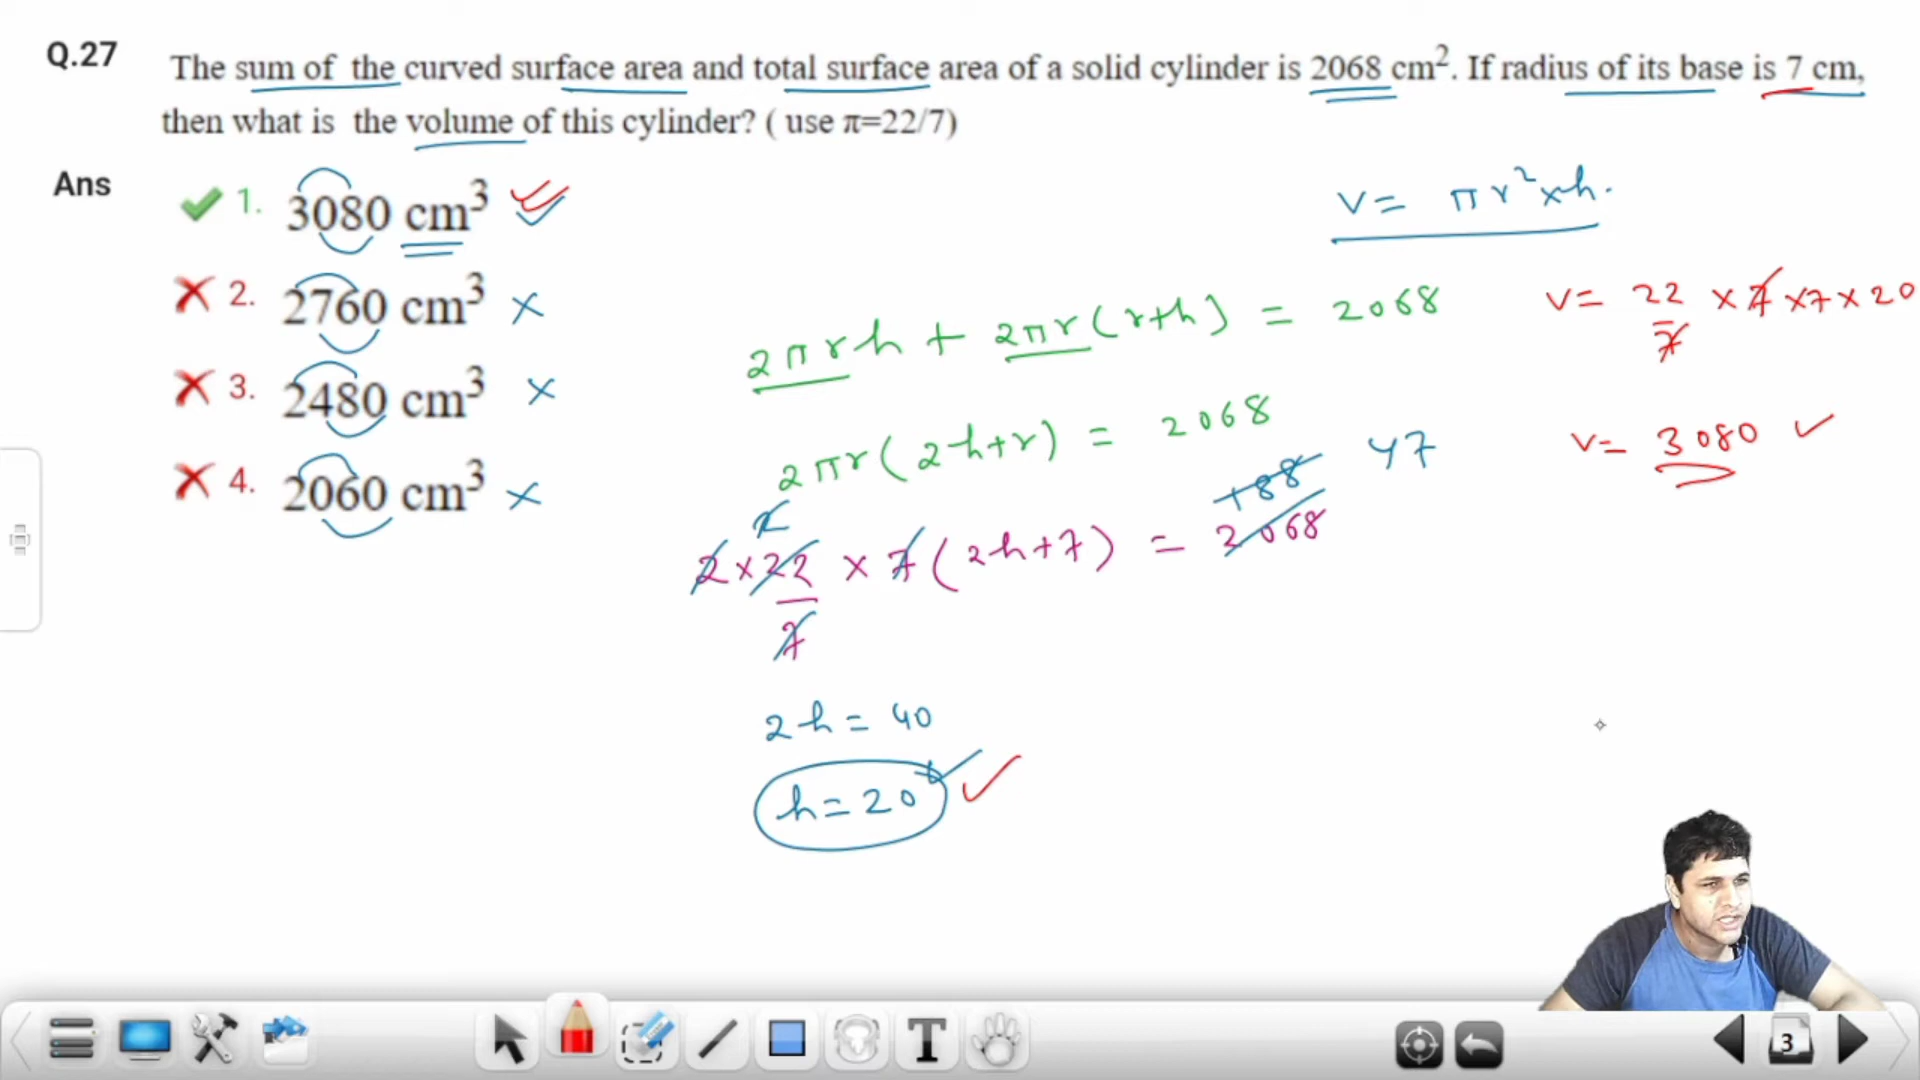 Q.27 The sum of the curved surface area and total surface area of a solid cylinder is 2068 cm². If radius of its base is 7 cm,
then what is the volume of this cylinder? ( use π=22/7)
Ans
1. 3080 cm³
2. 2760 cm³
3. 2480 cm³
4. 2060 cm³
V = πr² × h.
2πrh + 2πr(r+h) = 2068
V = 22/7 × 7 × 7 × 20
2πr(2h+r) = 2068
V = 3080
188 47
2
2 × 22/7 × 7 (2h+7) = 2068
2h = 40
h = 20
T
3